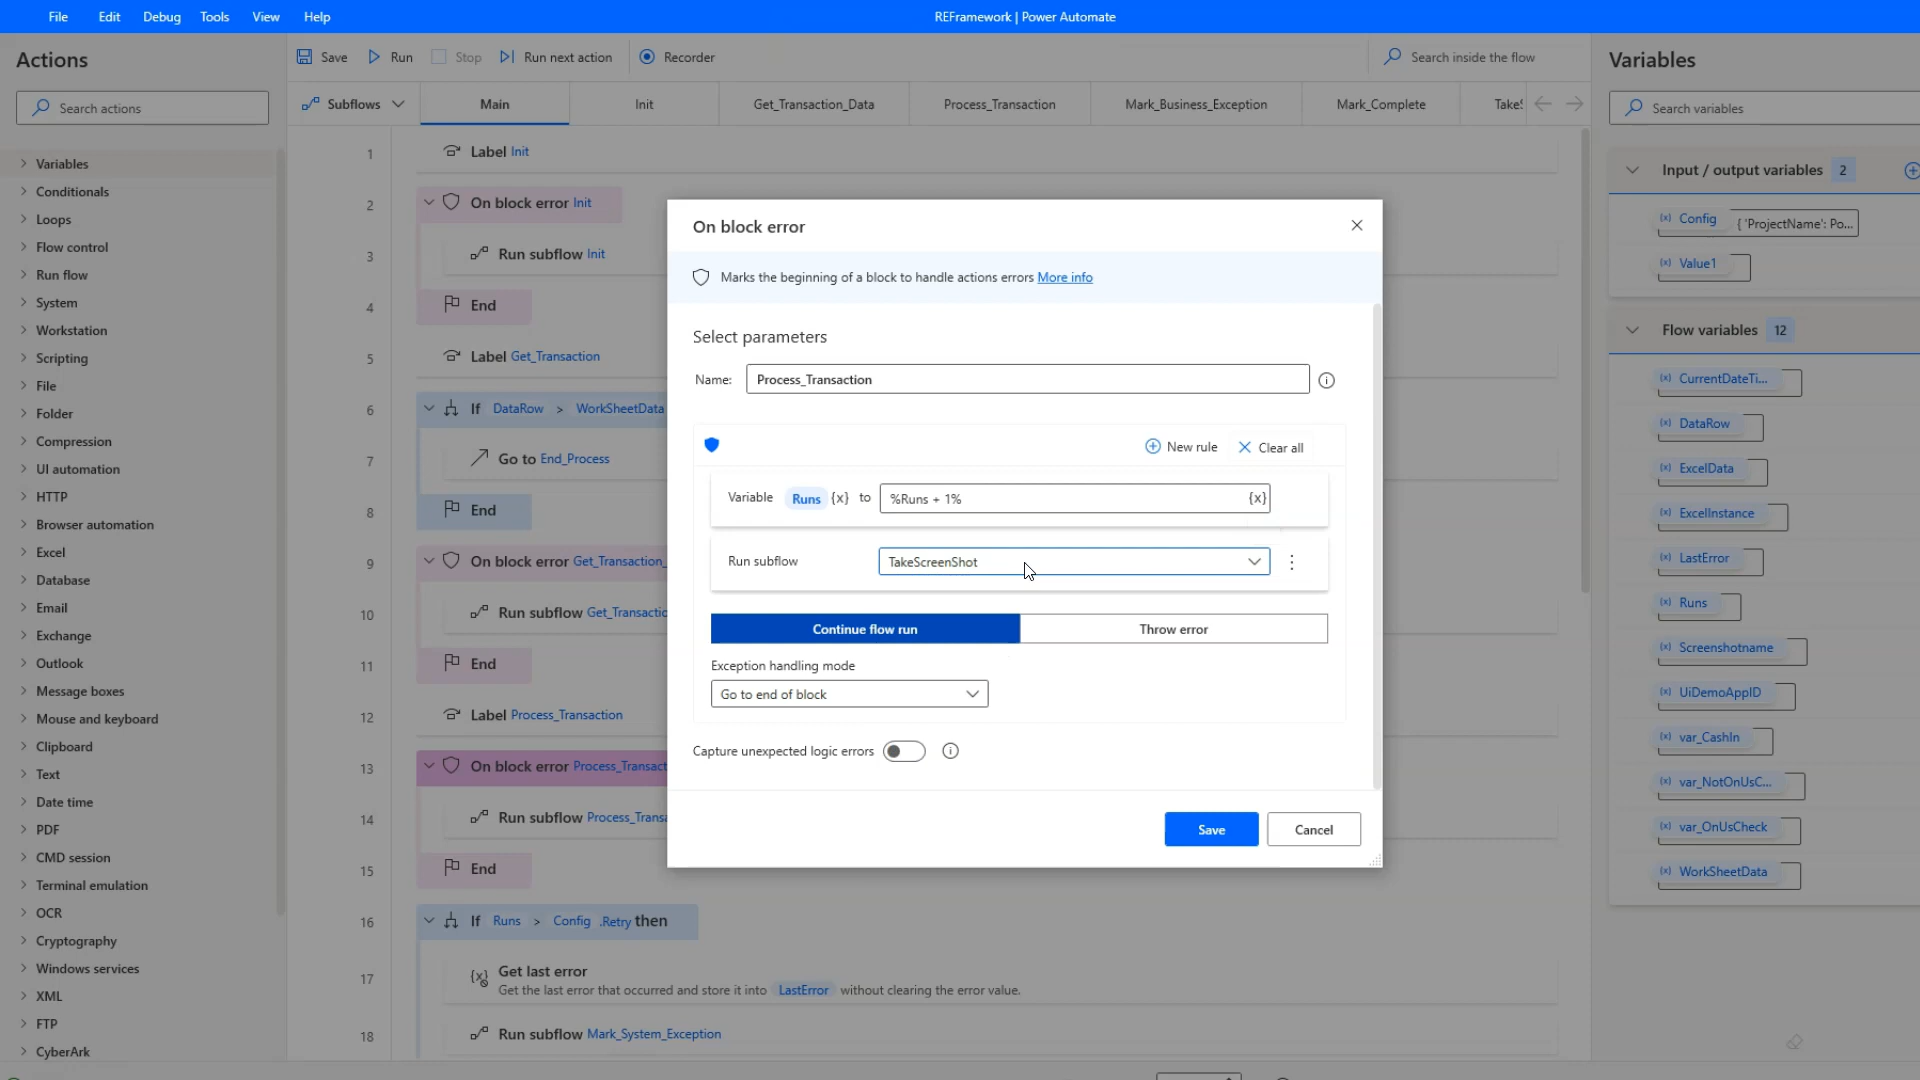 File Edit Debug Tools View Help
REFramework | Power Automate
Actions
Save Run Stop Run next action Recorder
Search inside the flow
Variables
Search actions
Subflows Main Init Get_Transaction_Data Process_Transaction Mark_Business_Exception Mark_Complete TakeS
Search variables
Variables
Conditionals
Loops
Flow control
Run flow
System
Workstation
Scripting
File
Folder
Compression
UI automation
HTTP
Browser automation
Excel
Database
Email
Exchange
Outlook
Message boxes
Mouse and keyboard
Clipboard
Text
Date time
PDF
CMD session
Terminal emulation
OCR
Cryptography
Windows services
XML
FTP
CyberArk
1 Label Init
2 On block error Init
3 Run subflow Init
4 End
5 Label Get_Transaction
6 If DataRow > WorkSheetData
7 Go to End_Process
8 End
9 On block error Get_Transaction_
10 Run subflow Get_Transactio
11 End
12 Label Process_Transaction
13 On block error Process_Transact
14 Run subflow Process_Transa
15 End
16 If Runs > Config .Retry then
17 Get last error
Get the last error that occurred and store it into LastError without clearing the error value.
18 Run subflow Mark_System_Exception
On block error
Marks the beginning of a block to handle actions errors More info
Select parameters
Name: Process_Transaction
New rule Clear all
Variable Runs {x} to %Runs + 1% {x}
Run subflow TakeScreenShot
Continue flow run Throw error
Exception handling mode
Go to end of block
Capture unexpected logic errors
Save Cancel
Input / output variables 2
(x) Config { 'ProjectName': Po...
(x) Value1
Flow variables 12
(x) CurrentDateTi...
(x) DataRow
(x) ExcelData
(x) ExcelInstance
(x) LastError
(x) Runs
(x) Screenshotname
(x) UiDemoAppID
(x) var_CashIn
(x) var_NotOnUsC...
(x) var_OnUsCheck
(x) WorkSheetData